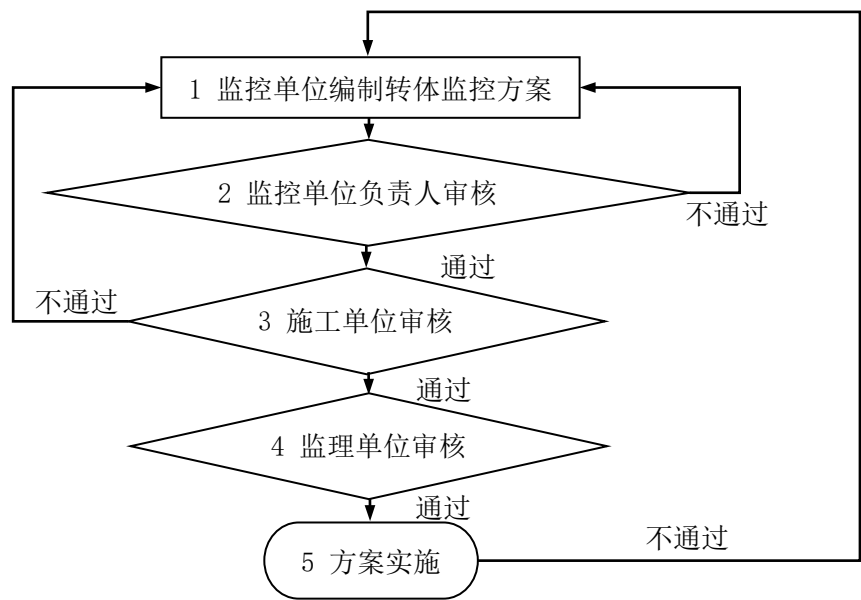 1 监控单位编制转体监控方案
2 监控单位负责人审核
不通过
通过
不通过
3 施工单位审核
通过
4 监理单位审核
通过
5 方案实施
不通过